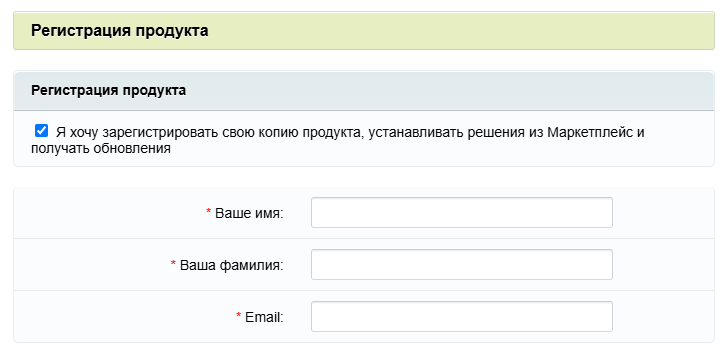 Регистрация продукта
Регистрация продукта
Я хочу зарегистрировать свою копию продукта, устанавливать решения из Маркетплейс и
получать обновления
* Ваше имя:
* Ваша фамилия:
* Email: